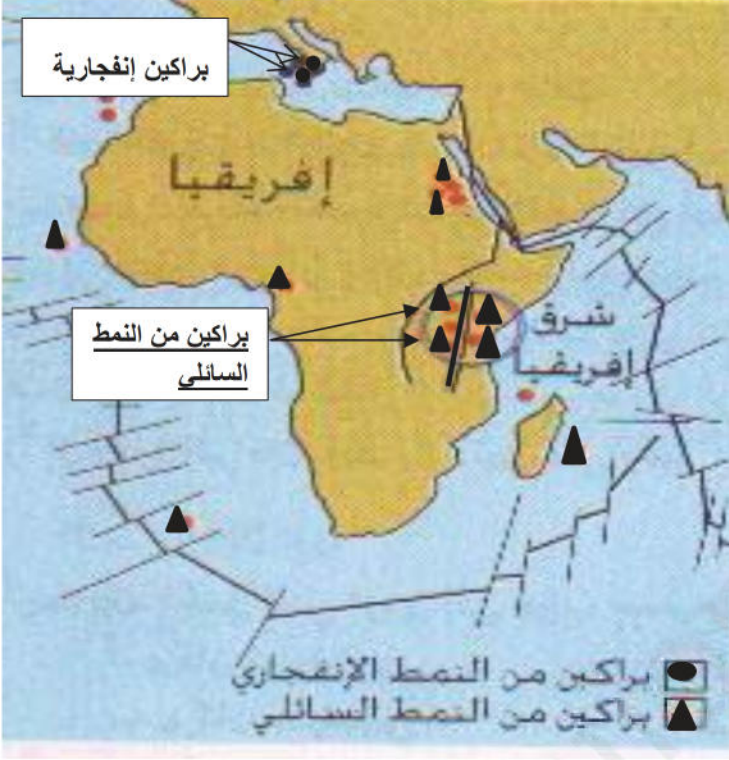 براكين إنفجارية
إفريقيا
براكين من النمط
السائلي
شرق
إفريقيا
براكين من النمط الإنفجاري
براكين من النمط السائلي